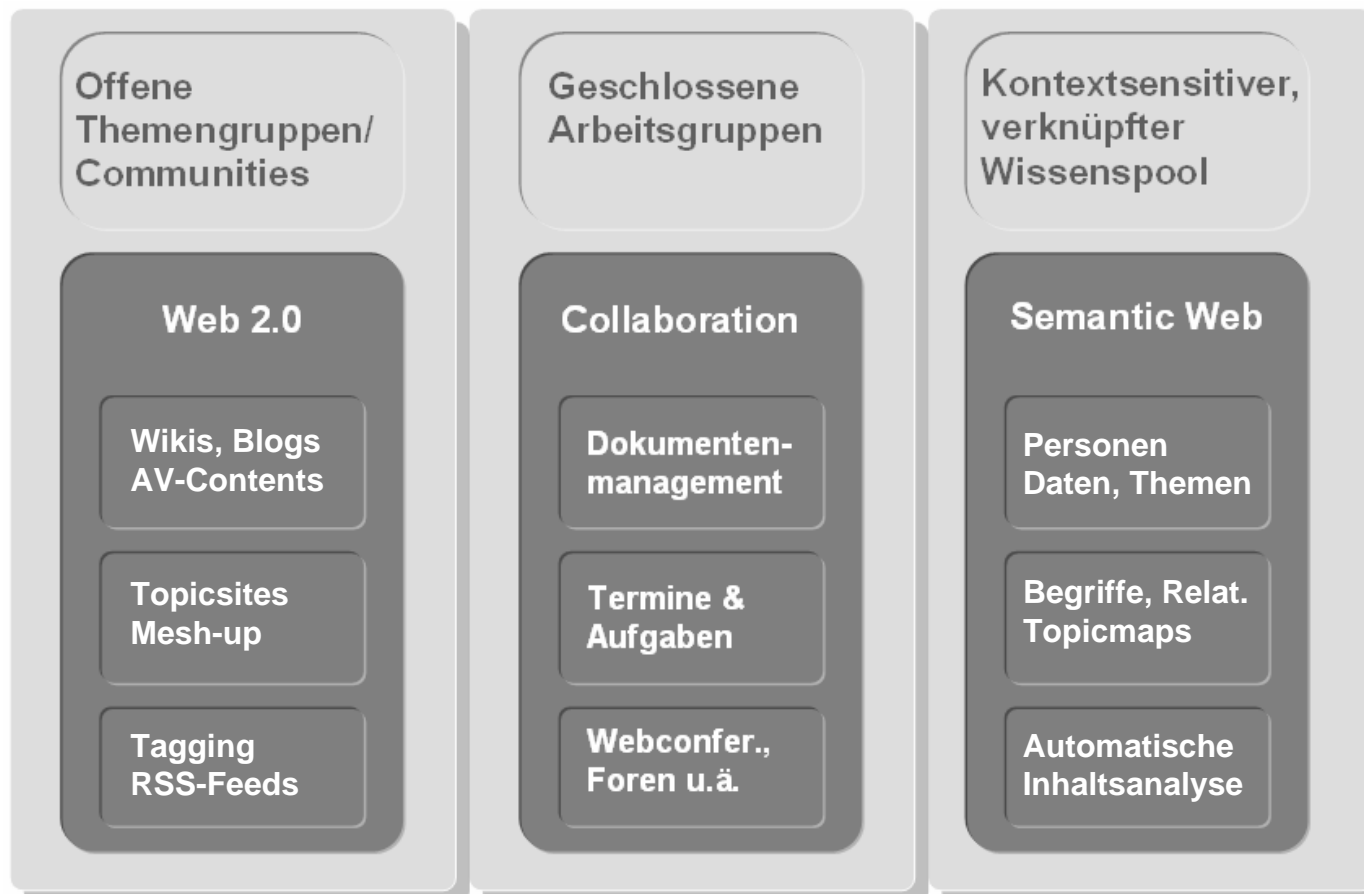 Offene
Themengruppen/
Communities
Web 2.0
Wikis, Blogs
AV-Contents
Topicsites
Mesh-up
Tagging
RSS-Feeds
Geschlossene
Arbeitsgruppen
Collaboration
Dokumenten-
management
Termine &
Aufgaben
Webconfer.,
Foren u.ä.
Kontextsensitiver,
verknüpfter
Wissenspool
Semantic Web
Personen
Daten, Themen
Begriffe, Relat.
Topicmaps
Automatische
Inhaltsanalyse